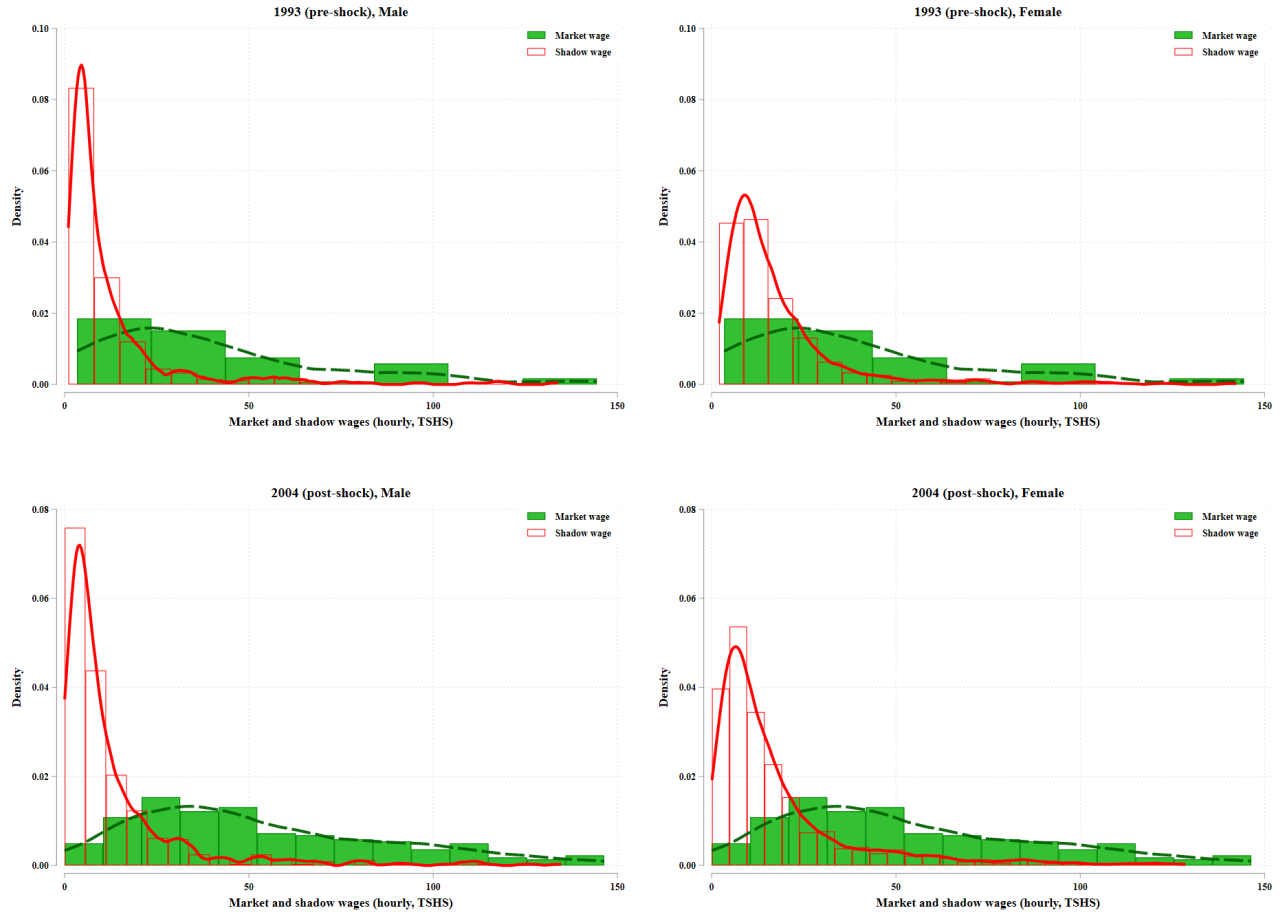 1993 (pre-shock), Male
0.10
0.08
0.06
0.04
0.02
0.00
Density
Market wage
Shadow wage
0 50 100 150
Market and shadow wages (hourly, TSHS)
1993 (pre-shock), Female
0.10
0.08
0.06
0.04
0.02
0.00
Density
Market wage
Shadow wage
0 50 100 150
Market and shadow wages (hourly, TSHS)
2004 (post-shock), Male
0.08
0.06
0.04
0.02
0.00
Density
Market wage
Shadow wage
0 50 100 150
Market and shadow wages (hourly, TSHS)
2004 (post-shock), Female
0.08
0.06
0.04
0.02
0.00
Density
Market wage
Shadow wage
0 50 100 150
Market and shadow wages (hourly, TSHS)